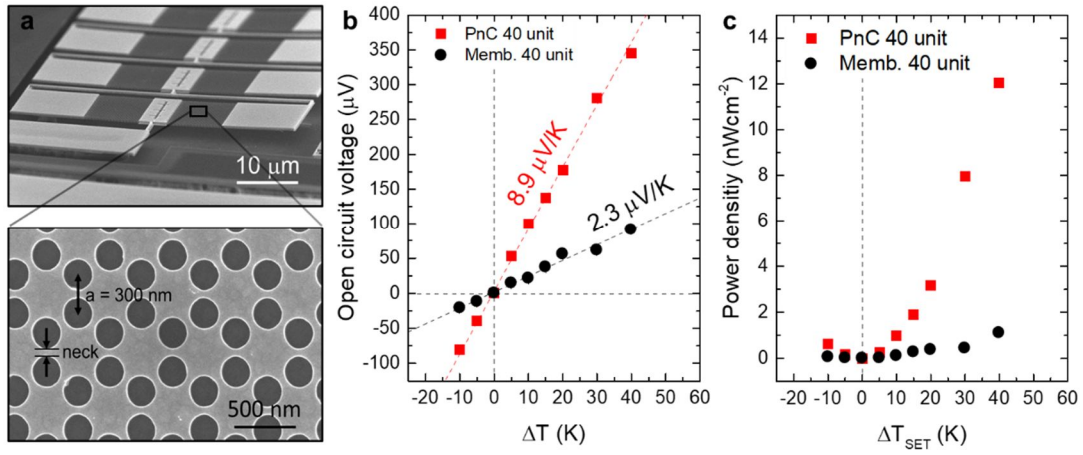 a
10 μm
a = 300 nm
neck
500 nm
b
Open circuit voltage (μV)
400
350
300
250
200
150
100
50
0
-50
-100
PnC 40 unit
Memb. 40 unit
8.9 μV/K
2.3 μV/K
-20 -10 0 10 20 30 40 50 60
ΔT (K)
c
Power densitiy (nWcm-2)
14
12
10
8
6
4
2
0
PnC 40 unit
Memb. 40 unit
-20 -10 0 10 20 30 40 50 60
ΔTSET (K)